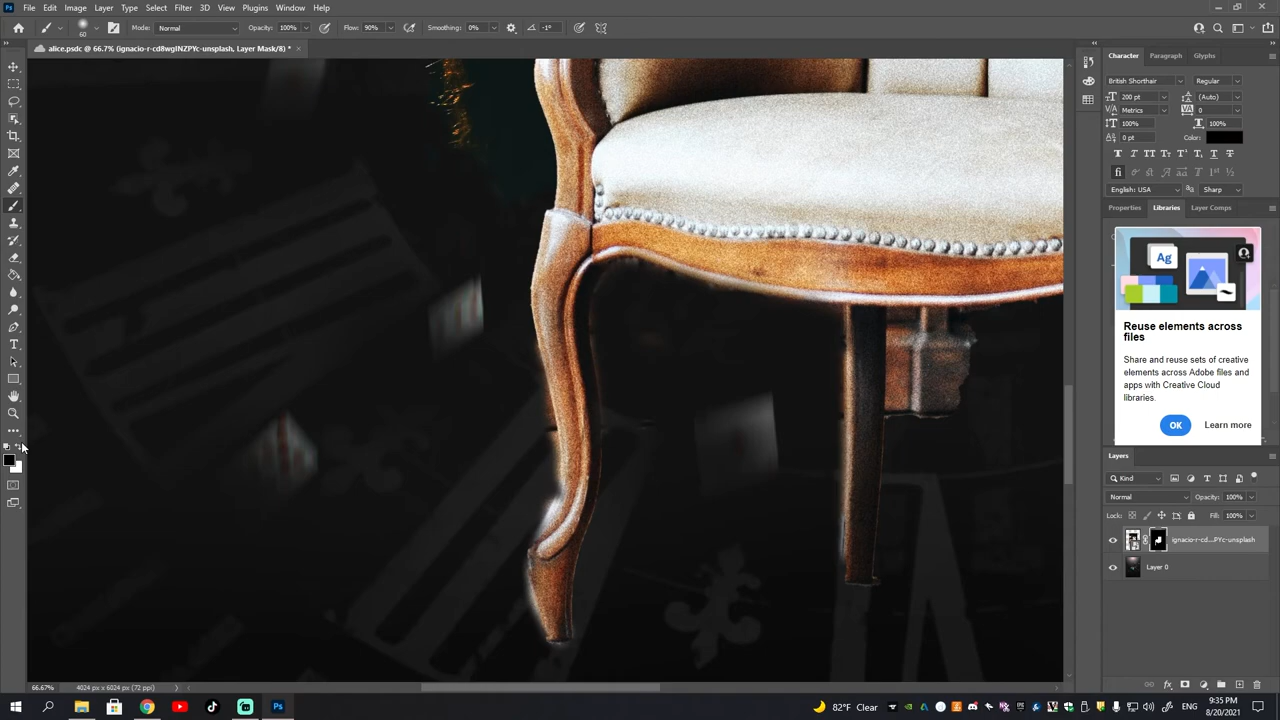 File Edit Image Layer Type Select Filter 3D View Plugins Window Help
60 Mode: Normal Opacity: 100% Flow: 90% Smoothing: 0% -1°
alice.psdc @ 66.7% (ignacio-r-cd8wgINZPYc-unsplash, Layer Mask/8) *
Character Paragraph Glyphs
British Shorthair Regular
200 pt (Auto)
Metrics 0
100% 100%
0 pt Color:
English: USA Sharp
Properties Libraries Layer Comps
Ag
Reuse elements across
files
Share and reuse sets of creative
elements across Adobe files and
apps with Creative Cloud
libraries.
OK Learn more
Layers
Kind
Normal Opacity: 100%
Lock: Fill: 100%
ignacio-r-cd...PYc-unsplash
Layer 0
66.67% 4024 px x 6024 px (72 ppi)
82°F Clear ENG 9:35 PM
8/20/2021